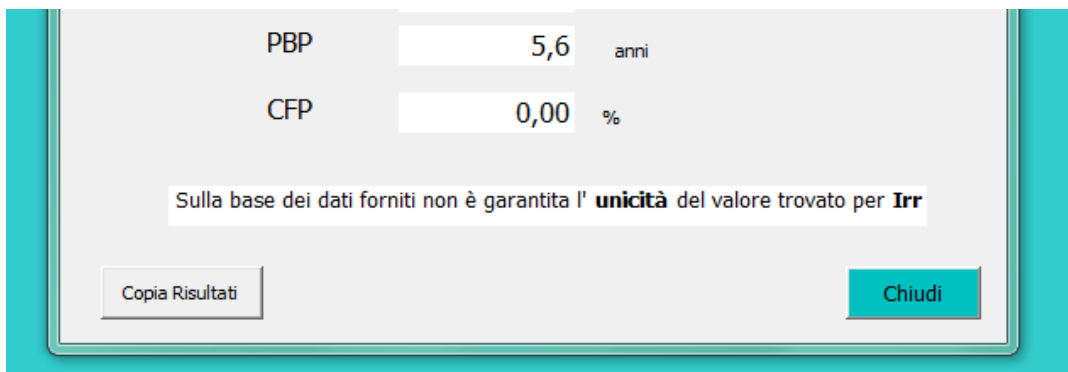 PBP 5,6 anni
CFP 0,00 %
Sulla base dei dati forniti non è garantita l' unicità del valore trovato per Irr
Copia Risultati Chiudi